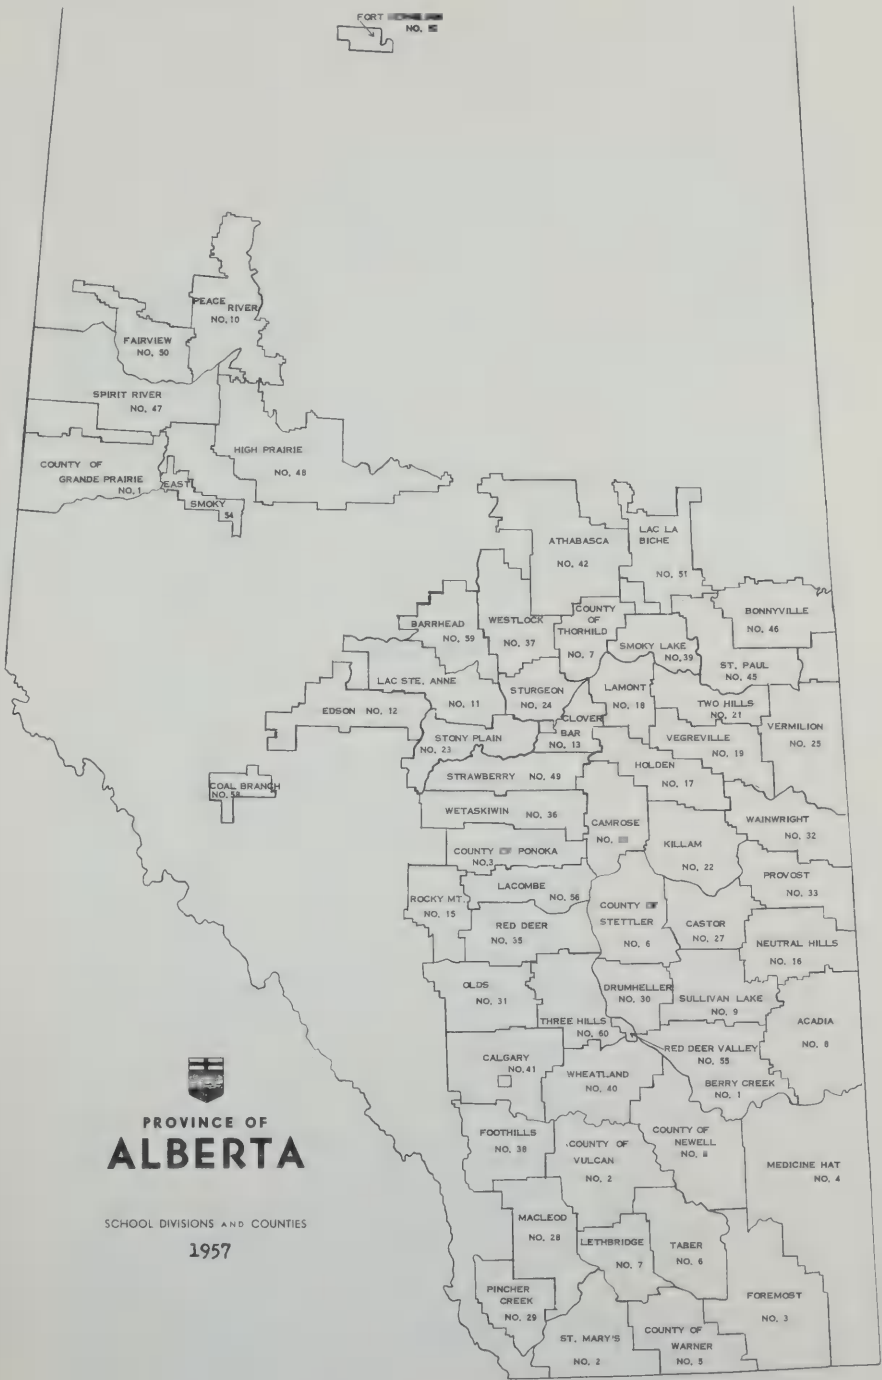 FORT
NO.
PEACE RIVER
NO. 10
FAIRVIEW
NO. 50
SPIRIT RIVER
NO. 47
HIGH PRAIRIE
NO. 48
COUNTY OF
GRANDE PRAIRIE
NO. 1
EAST
SMOKY
54
ATHABASCA
NO. 42
LAC LA
BICHE
NO. 51
BONNYVILLE
NO. 46
BARRHEAD
NO. 59
WESTLOCK
NO. 37
COUNTY
OF
THORHILD
NO. 7
SMOKY LAKE
NO. 39
ST. PAUL
NO. 45
LAC STE. ANNE
NO. 11
STURGEON
NO. 24
LAMONT
NO. 18
TWO HILLS
NO. 21
VERMILION
NO. 25
EDSON NO. 12
STONY PLAIN
NO. 23
CLOVER
BAR
NO. 13
VEGREVILLE
NO. 19
STRAWBERRY NO. 49
HOLDEN
NO. 17
COAL BRANCH
NO. 58
WETASKIWIN
NO. 36
CAMROSE
NO.
WAINWRIGHT
NO. 32
KILLAM
NO. 22
COUNTY PONOKA
NO. 3
PROVOST
NO. 33
ROCKY MT.
NO. 15
LACOMBE
NO. 56
COUNTY
STETTLER
NO. 6
CASTOR
NO. 27
RED DEER
NO. 35
NEUTRAL HILLS
NO. 16
OLDS
NO. 31
DRUMHELLER
NO. 30
SULLIVAN LAKE
NO. 9
ACADIA
NO. 8
THREE HILLS
NO. 60
RED DEER VALLEY
NO. 55
CALGARY
NO. 41
WHEATLAND
NO. 40
BERRY CREEK
NO. 1
FOOTHILLS
NO. 38
COUNTY OF
VULCAN
NO. 2
COUNTY OF
NEWELL
NO.
MEDICINE HAT
NO. 4
MACLEOD
NO. 28
LETHBRIDGE
NO. 7
TABER
NO. 6
PINCHER
CREEK
NO. 29
FOREMOST
NO. 3
ST. MARY'S
NO. 2
COUNTY OF
WARNER
NO. 5
PROVINCE OF
ALBERTA
SCHOOL DIVISIONS AND COUNTIES
1957